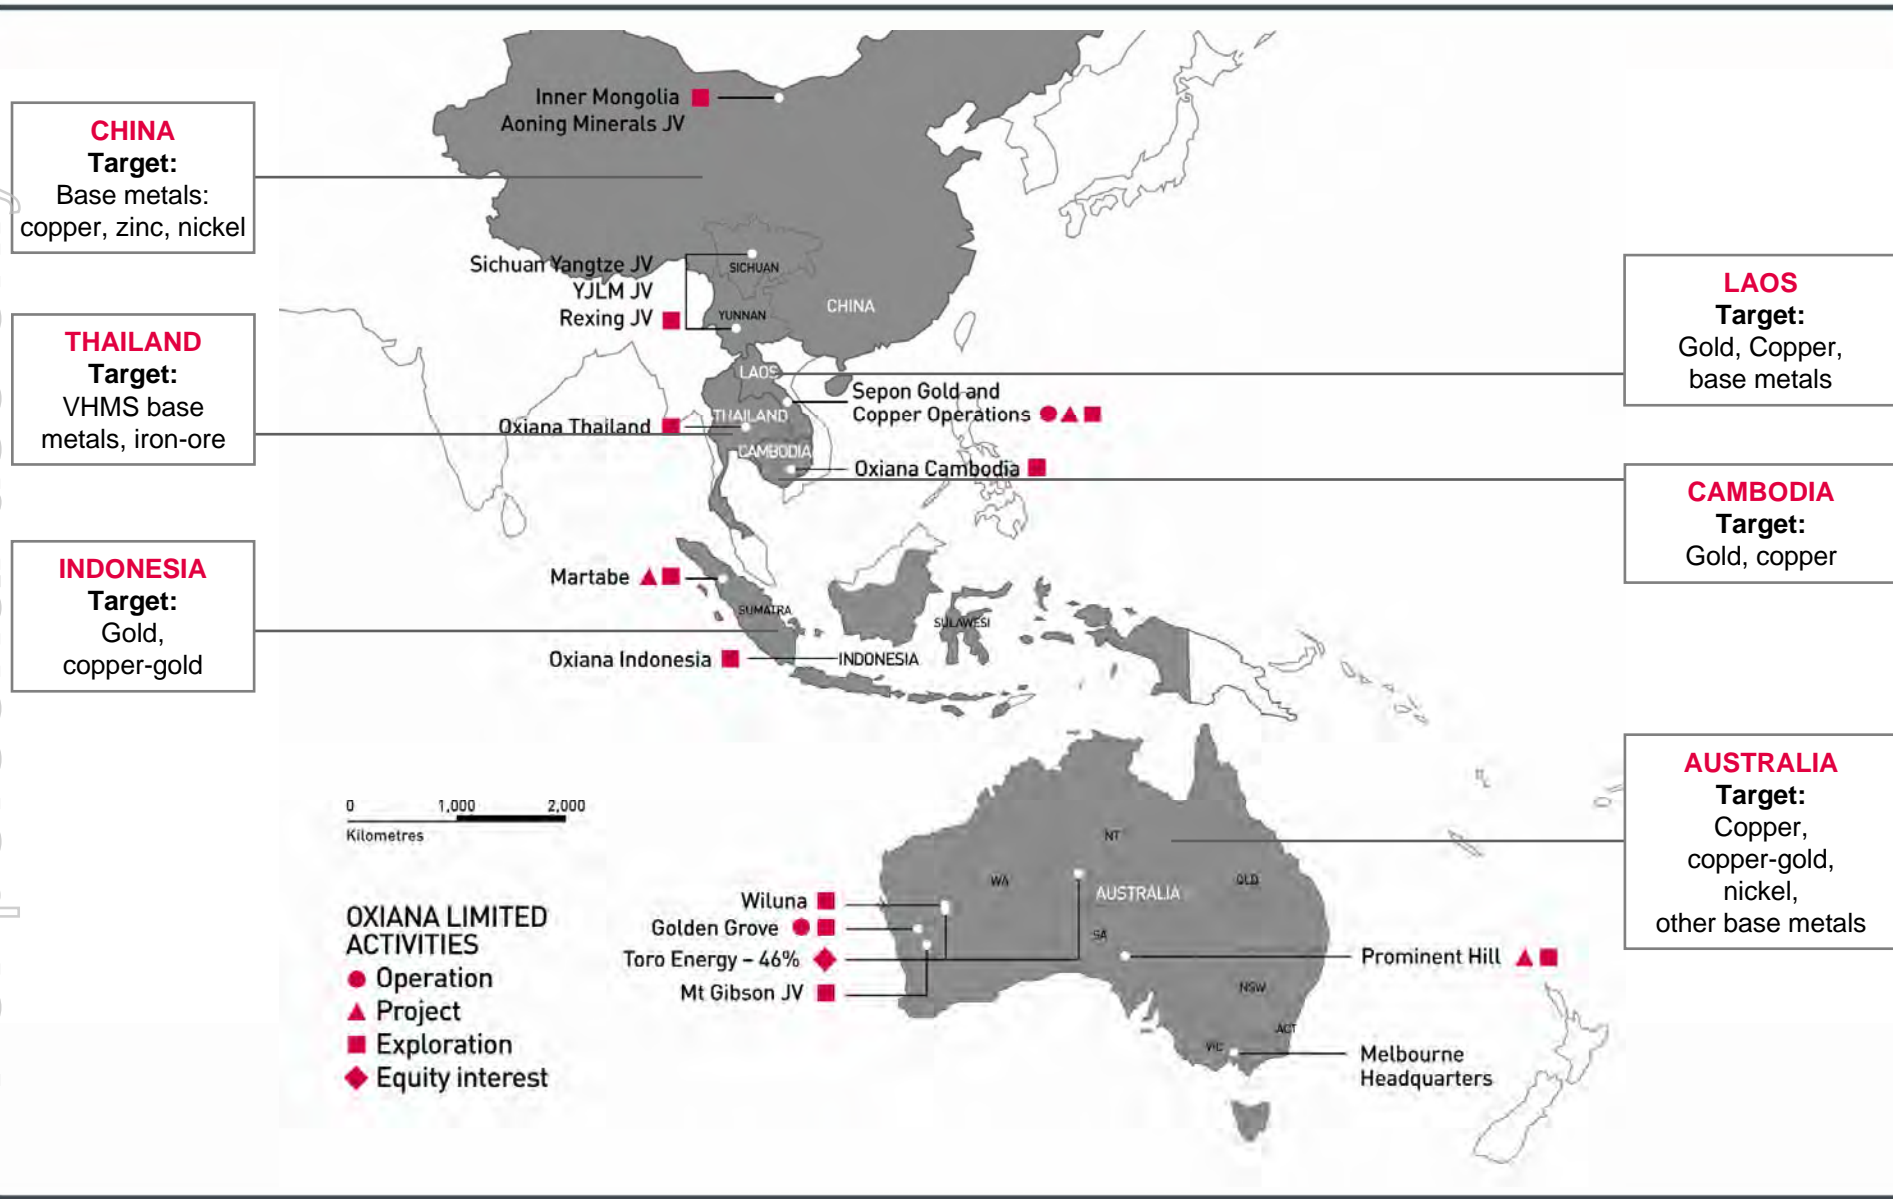 Inner Mongolia
Aoning Minerals JV
CHINA
Target:
Base metals:
copper, zinc, nickel
Sichuan Yangtze JV
YJLM JV
Rexing JV
SICHUAN
YUNNAN
CHINA
LAOS
Target:
Gold, Copper,
base metals
THAILAND
Target:
VHMS base
metals, iron-ore
LAOS
Sepon Gold and
Copper Operations
THAILAND
Oxiana Thailand
CAMBODIA
Oxiana Cambodia
CAMBODIA
Target:
Gold, copper
INDONESIA
Target:
Gold,
copper-gold
Martabe
SUMATRA
SULAWESI
Oxiana Indonesia
INDONESIA
AUSTRALIA
Target:
Copper,
copper-gold,
nickel,
other base metals
0 1,000 2,000
Kilometres
NT
WA
AUSTRALIA
QLD
SA
NSW
ACT
VIC
Wiluna
Golden Grove
Toro Energy – 46%
Mt Gibson JV
Prominent Hill
Melbourne
Headquarters
OXIANA LIMITED
ACTIVITIES
Operation
Project
Exploration
Equity interest